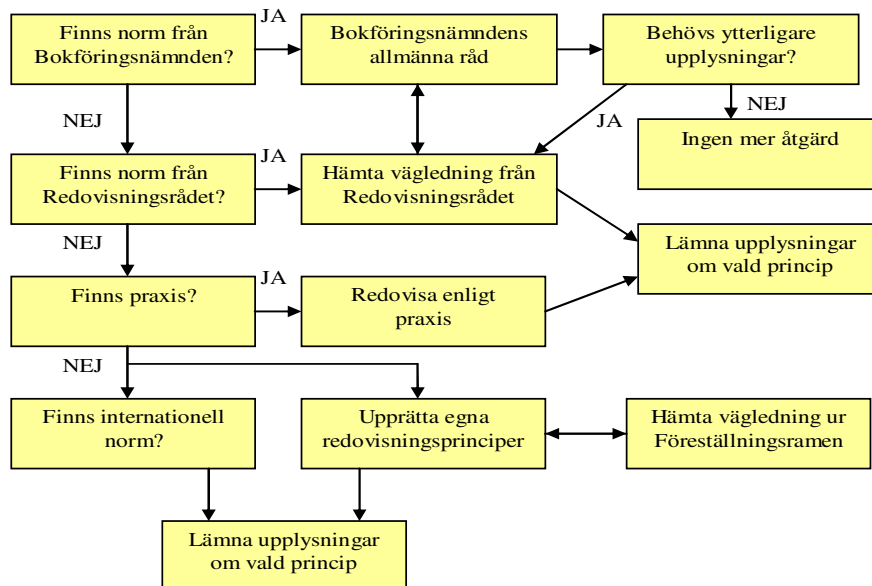 Finns norm från
Bokföringsnämnden?
JA
Bokföringsnämndens
allmänna råd
Behövs ytterligare
upplysningar?
NEJ
JA
NEJ
Ingen mer åtgärd
Finns norm från
Redovisningsrådet?
JA
Hämta vägledning från
Redovisningsrådet
NEJ
Lämna upplysningar
om vald princip
Finns praxis?
JA
Redovisa enligt
praxis
NEJ
Finns internationell
norm?
Upprätta egna
redovisningsprinciper
Hämta vägledning ur
Föreställningsramen
Lämna upplysningar
om vald princip